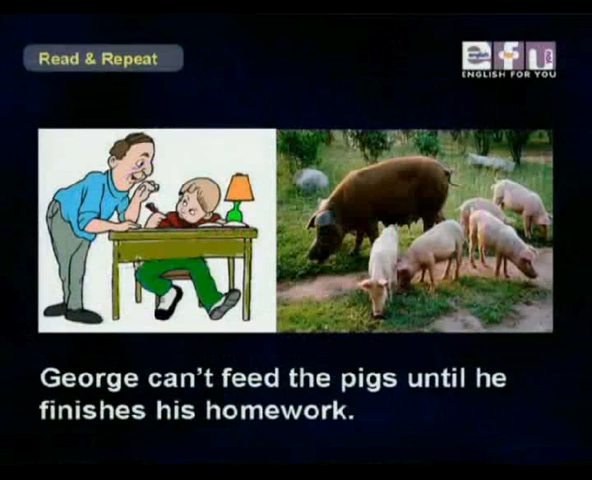 Read & Repeat
efu
ENGLISH FOR YOU
George can't feed the pigs until he
finishes his homework.